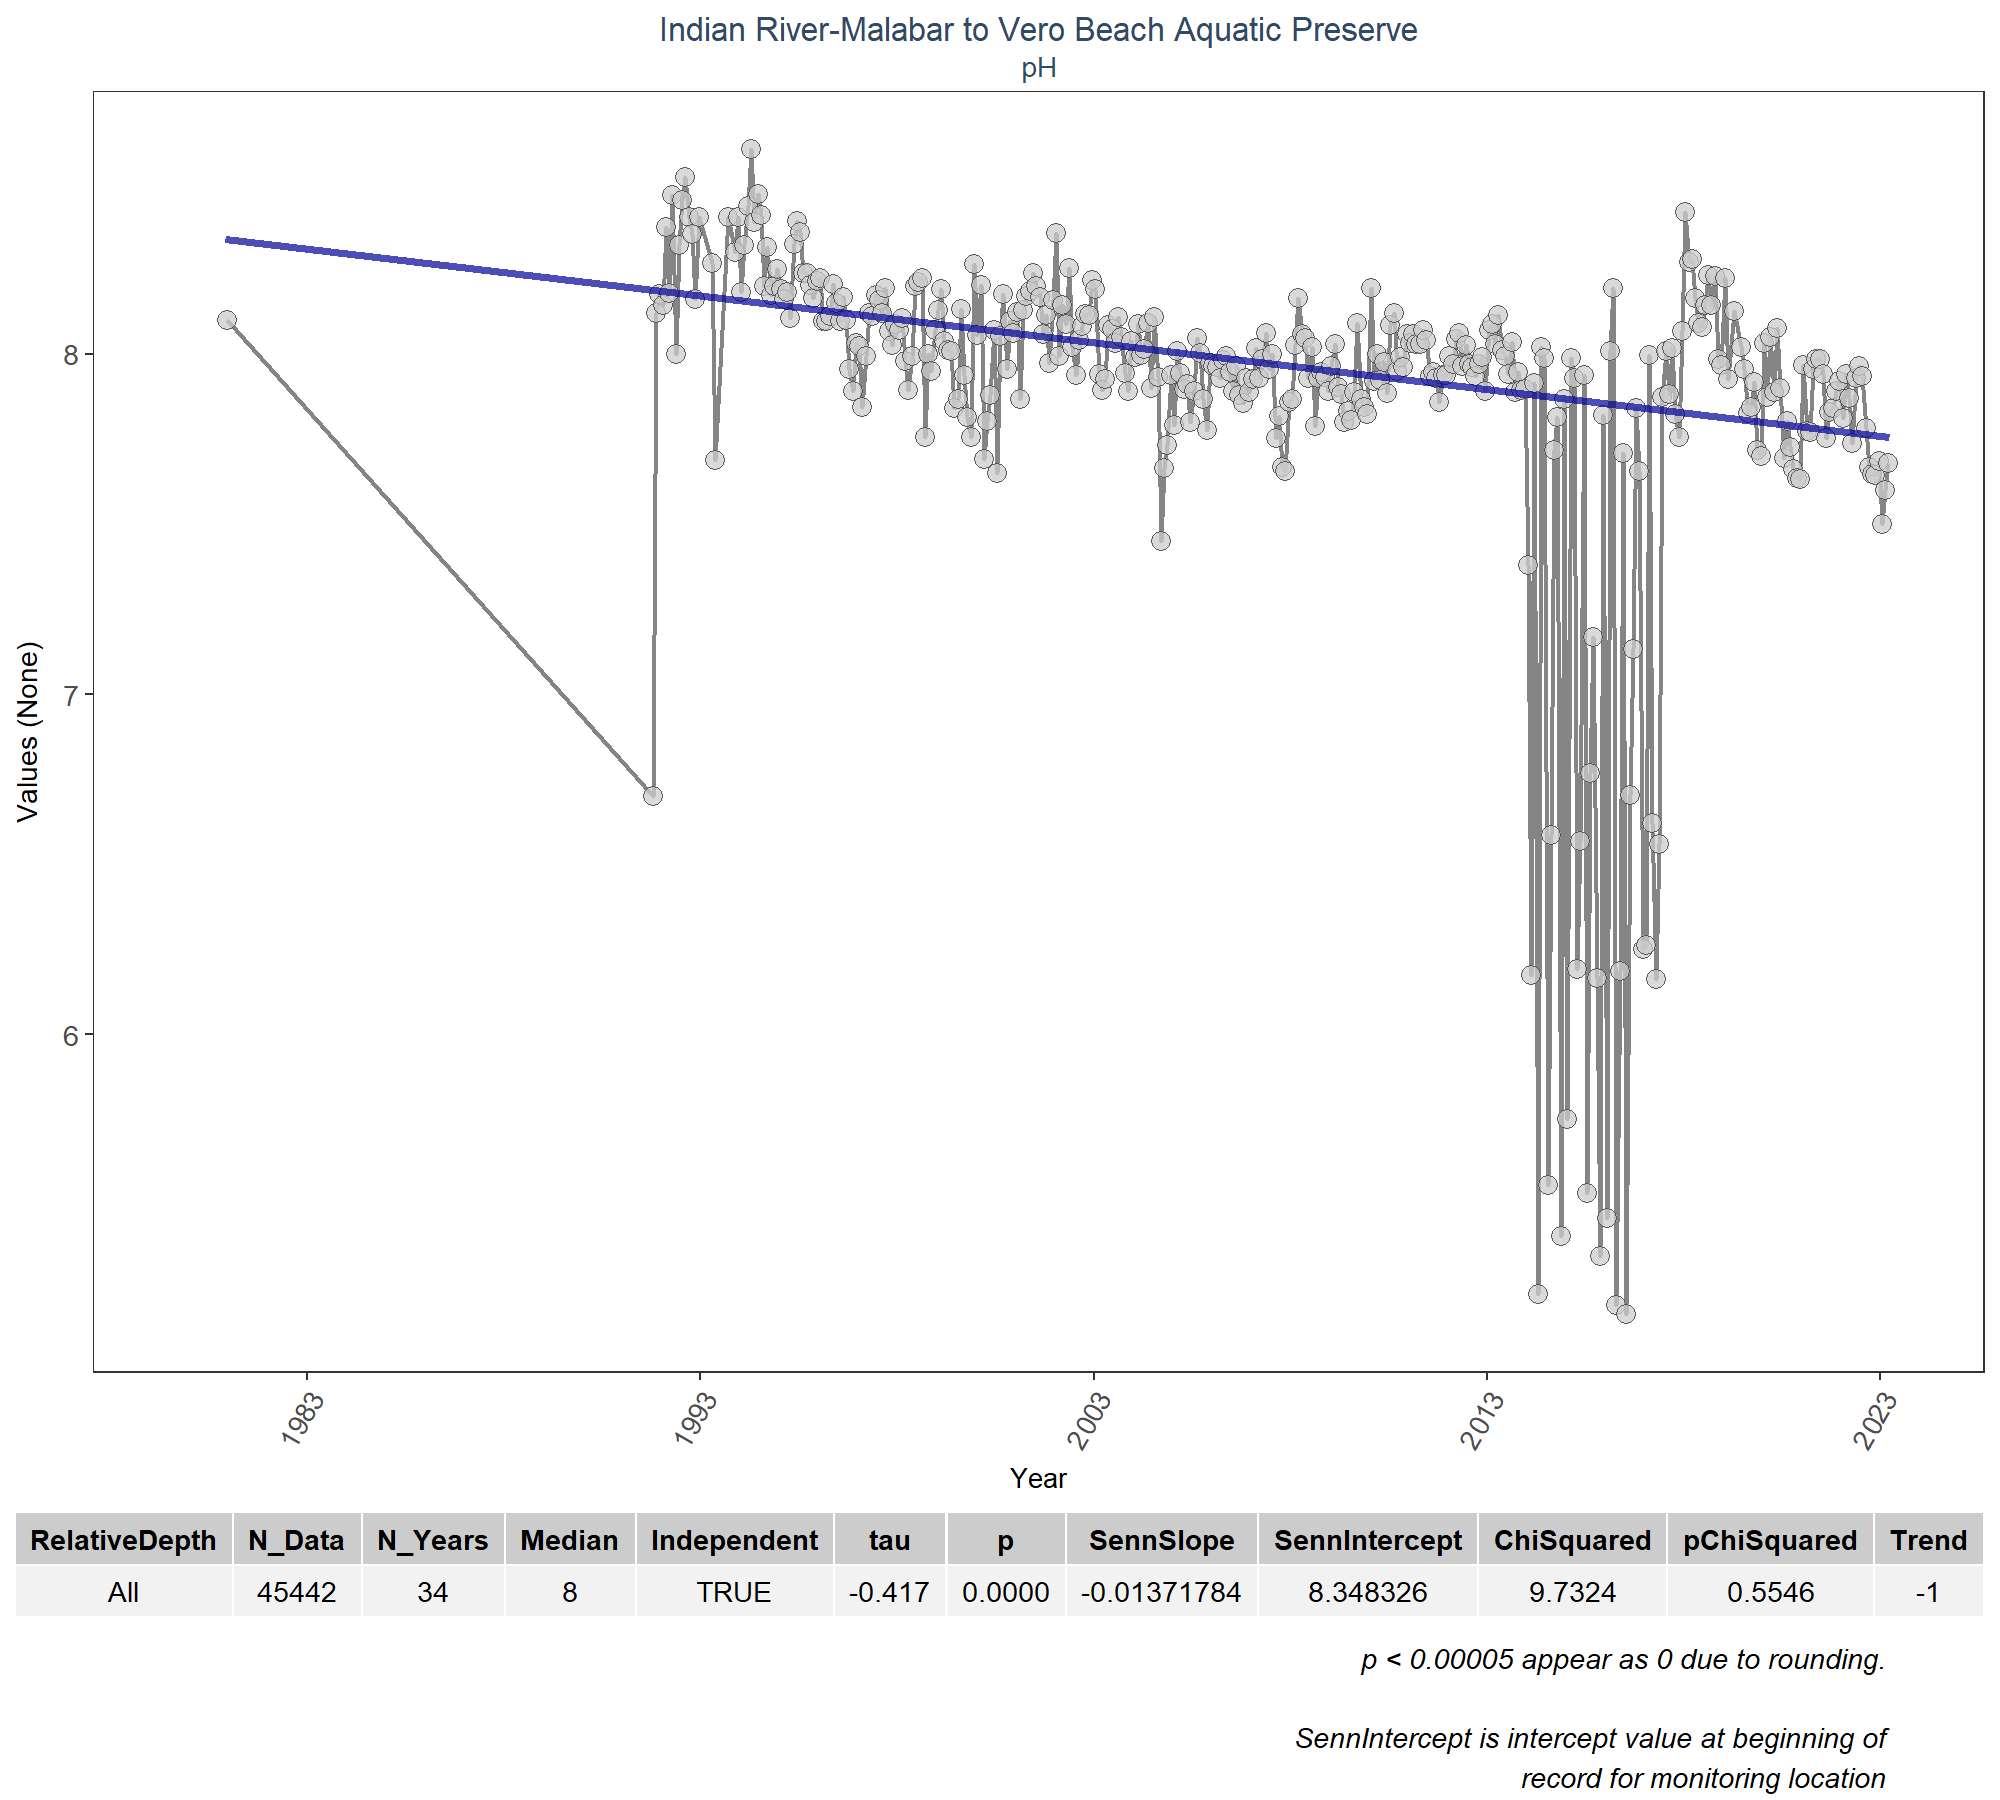 Indian River-Malabar to Vero Beach Aquatic Preserve
pH
Values (None)
8
7
6
1983
1993
2003
2013
2023
Year
RelativeDepth N_Data N_Years Median Independent tau p SennSlope SennIntercept ChiSquared pChiSquared Trend
All 45442 34 8 TRUE -0.417 0.0000 -0.01371784 8.348326 9.7324 0.5546 -1
p < 0.00005 appear as 0 due to rounding.
SennIntercept is intercept value at beginning of
record for monitoring location